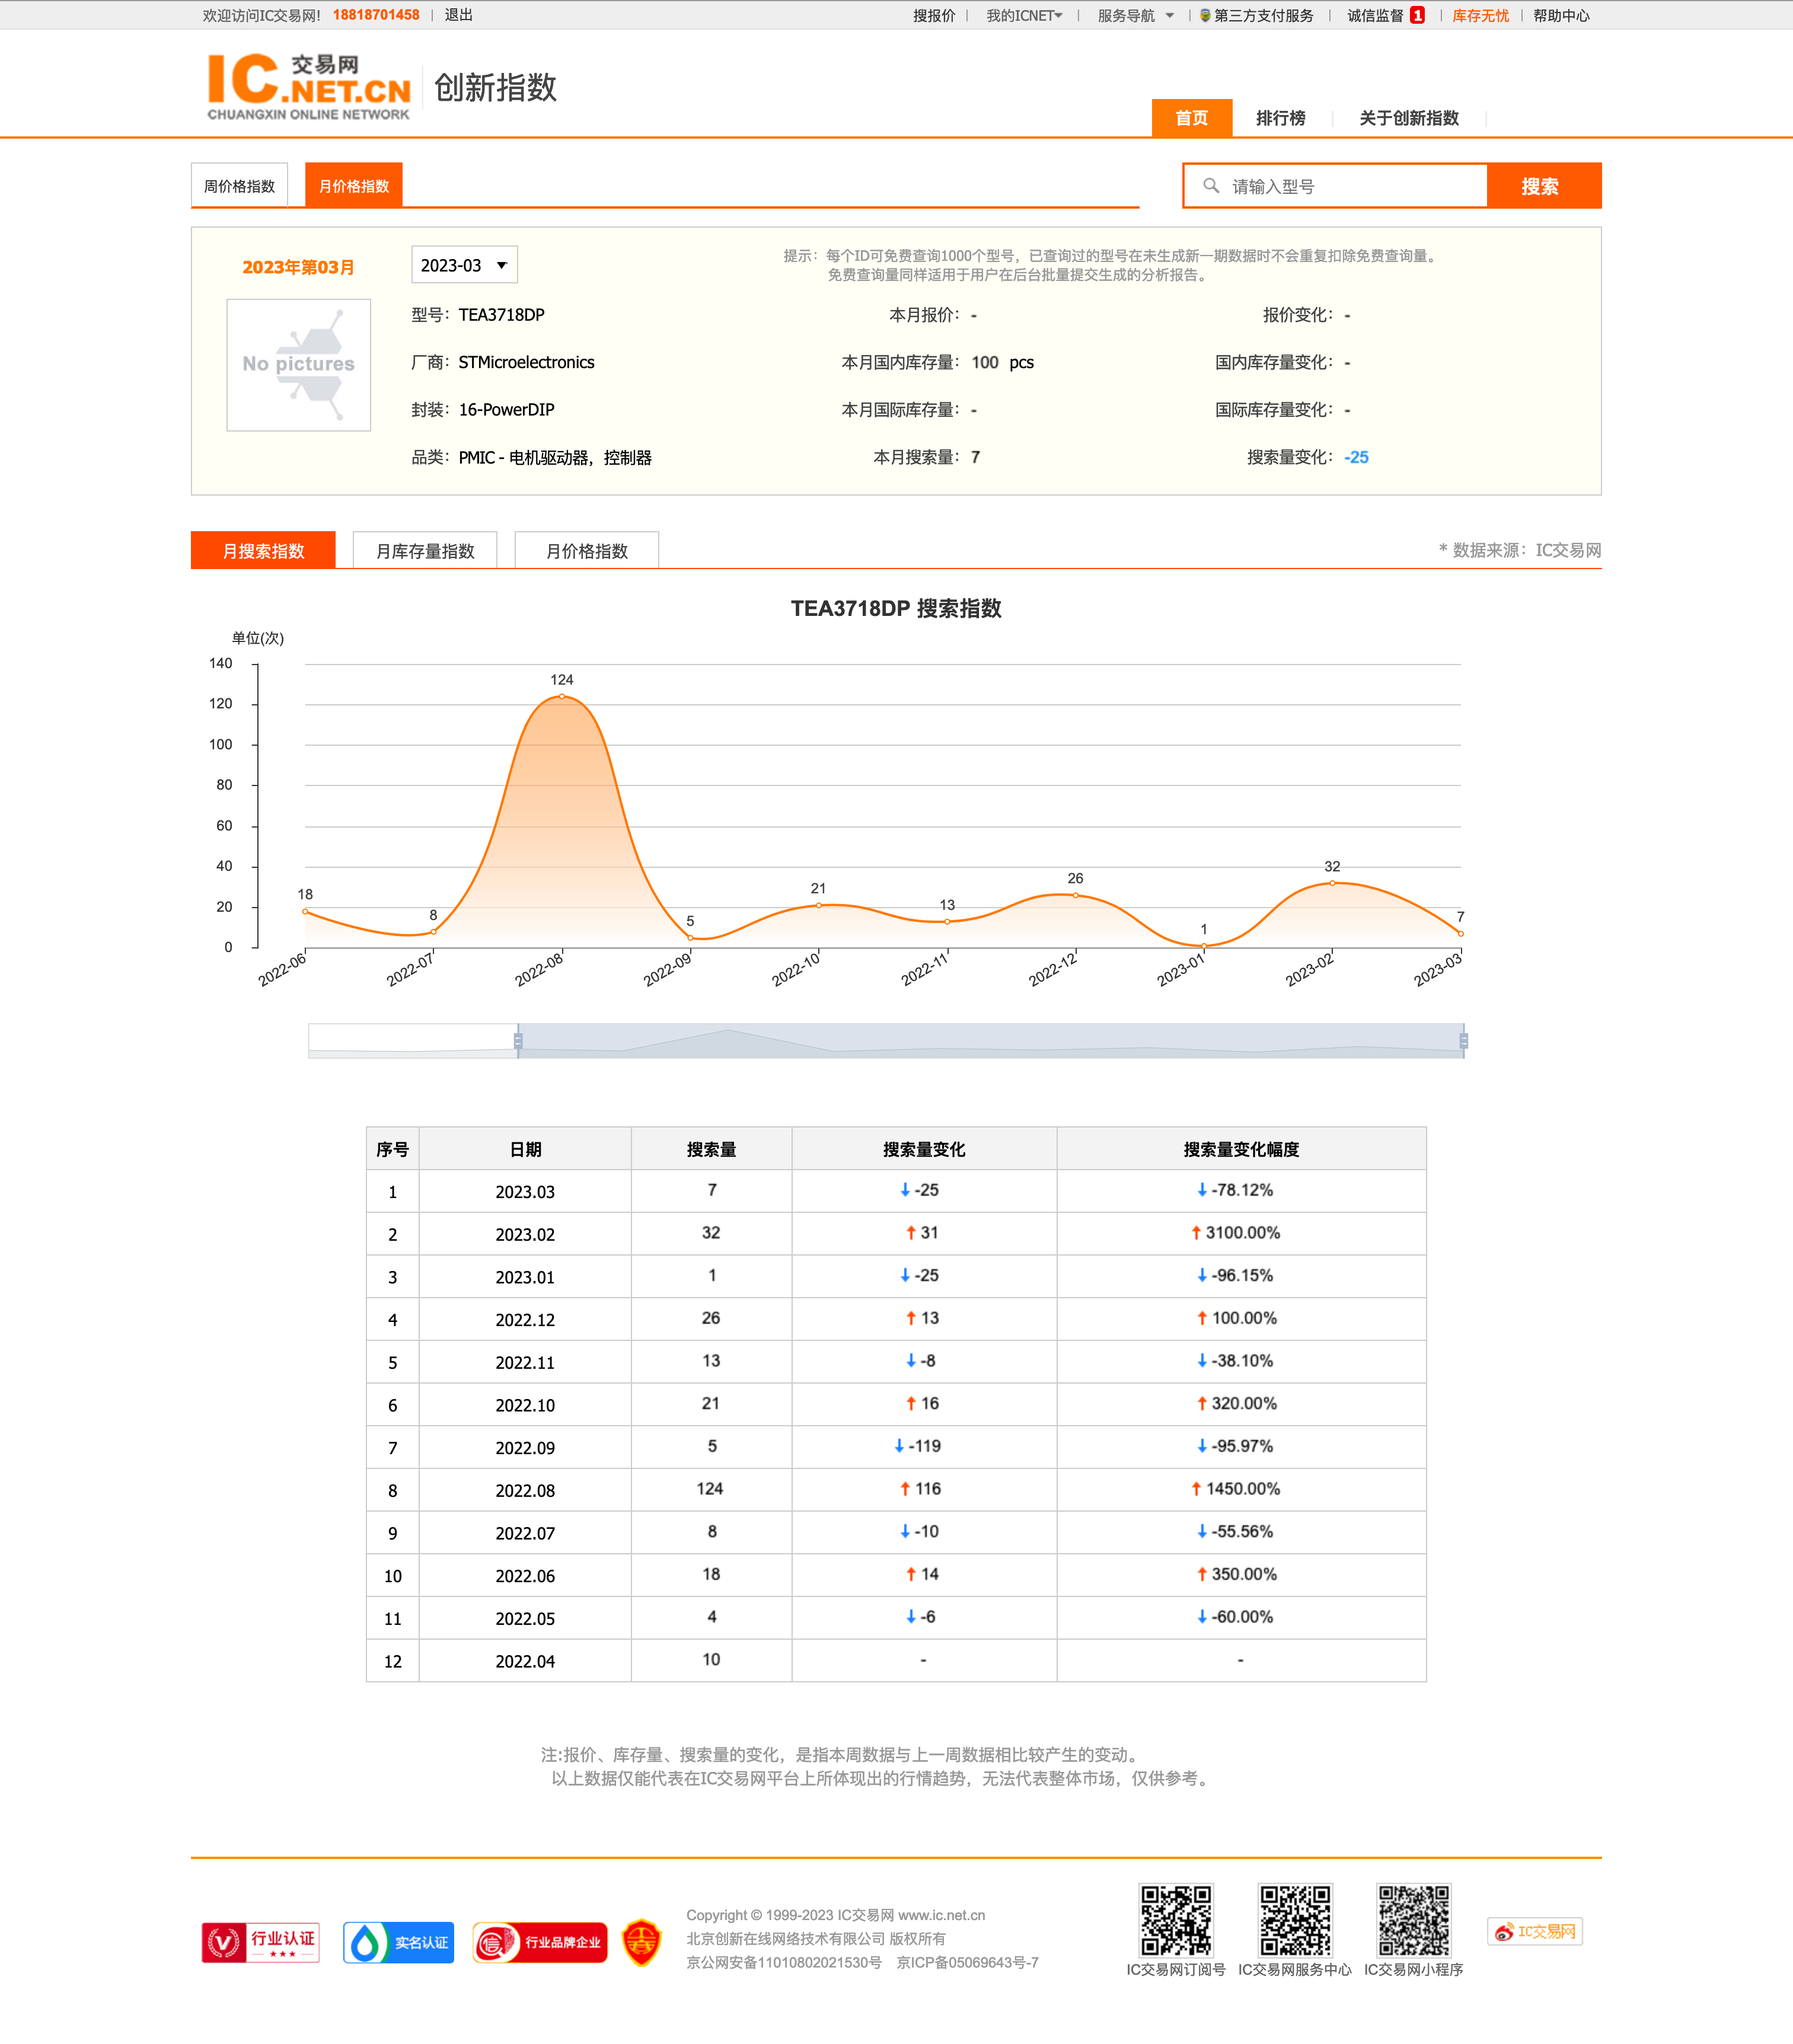 欢迎访问IC交易网! 18818701458 | 退出
搜报价 | 我的ICNET | 服务导航 | 第三方支付服务 | 诚信监督 1 | 库存无忧 | 帮助中心
IC.NET.CN 交易网
CHUANGXIN ONLINE NETWORK
创新指数
首页 排行榜 关于创新指数
周价格指数 月价格指数
请输入型号 搜索
2023年第03月 2023-03
提示：每个ID可免费查询1000个型号，已查询过的型号在未生成新一期数据时不会重复扣除免费查询量。
免费查询量同样适用于用户在后台批量提交生成的分析报告。
No pictures
型号：TEA3718DP 本月报价：- 报价变化：-
厂商：STMicroelectronics 本月国内库存量：100 pcs 国内库存量变化：-
封装：16-PowerDIP 本月国际库存量：- 国际库存量变化：-
品类：PMIC - 电机驱动器，控制器 本月搜索量：7 搜索量变化：-25
月搜索指数 月库存量指数 月价格指数 * 数据来源：IC交易网
TEA3718DP 搜索指数
单位(次)
140
120
100
80
60
40
20
0
18 8 124 5 21 13 26 1 32 7
2022-06 2022-07 2022-08 2022-09 2022-10 2022-11 2022-12 2023-01 2023-02 2023-03
序号 日期 搜索量 搜索量变化 搜索量变化幅度
1 2023.03 7 ↓-25 ↓-78.12%
2 2023.02 32 ↑31 ↑3100.00%
3 2023.01 1 ↓-25 ↓-96.15%
4 2022.12 26 ↑13 ↑100.00%
5 2022.11 13 ↓-8 ↓-38.10%
6 2022.10 21 ↑16 ↑320.00%
7 2022.09 5 ↓-119 ↓-95.97%
8 2022.08 124 ↑116 ↑1450.00%
9 2022.07 8 ↓-10 ↓-55.56%
10 2022.06 18 ↑14 ↑350.00%
11 2022.05 4 ↓-6 ↓-60.00%
12 2022.04 10 - -
注:报价、库存量、搜索量的变化，是指本周数据与上一周数据相比较产生的变动。
以上数据仅能代表在IC交易网平台上所体现出的行情趋势，无法代表整体市场，仅供参考。
行业认证
实名认证
信 行业品牌企业
Copyright © 1999-2023 IC交易网 www.ic.net.cn
北京创新在线网络技术有限公司 版权所有
京公网安备11010802021530号 京ICP备05069643号-7
IC交易网订阅号 IC交易网服务中心 IC交易网小程序
IC交易网